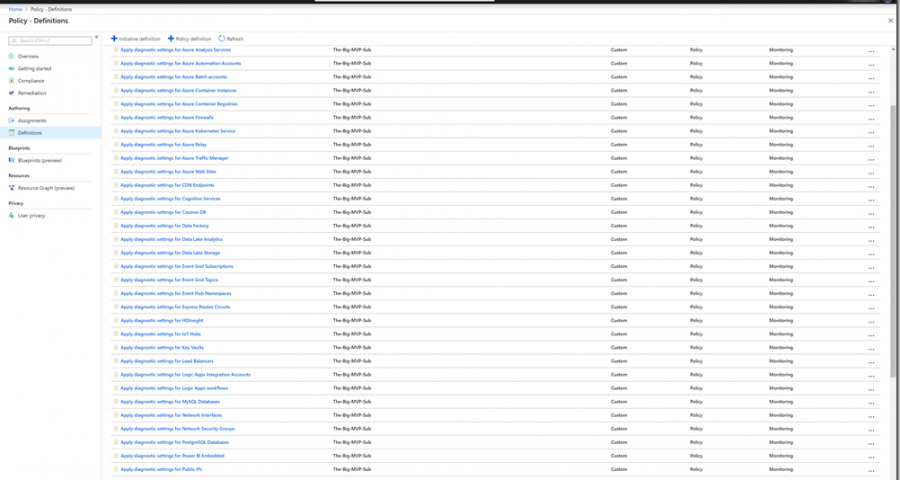 Home > Policy - Definitions
Policy - Definitions
Search (Ctrl+/)
Overview
Getting started
Compliance
Remediation
Authoring
Assignments
Definitions
Blueprints
Blueprints (preview)
Resources
Resource Graph (preview)
Privacy
User privacy
Initiative definition Policy definition Refresh
Apply diagnostic settings for Azure Analysis Services The-Big-MVP-Sub Custom Policy Monitoring ...
Apply diagnostic settings for Azure Automation Accounts The-Big-MVP-Sub Custom Policy Monitoring ...
Apply diagnostic settings for Azure Batch accounts The-Big-MVP-Sub Custom Policy Monitoring ...
Apply diagnostic settings for Azure Container Instances The-Big-MVP-Sub Custom Policy Monitoring ...
Apply diagnostic settings for Azure Container Registries The-Big-MVP-Sub Custom Policy Monitoring ...
Apply diagnostic settings for Azure Firewalls The-Big-MVP-Sub Custom Policy Monitoring ...
Apply diagnostic settings for Azure Kubernetes Service The-Big-MVP-Sub Custom Policy Monitoring ...
Apply diagnostic settings for Azure Relay The-Big-MVP-Sub Custom Policy Monitoring ...
Apply diagnostic settings for Azure Traffic Manager The-Big-MVP-Sub Custom Policy Monitoring ...
Apply diagnostic settings for Azure Web Sites The-Big-MVP-Sub Custom Policy Monitoring ...
Apply diagnostic settings for CDN Endpoints The-Big-MVP-Sub Custom Policy Monitoring ...
Apply diagnostic settings for Cognitive Services The-Big-MVP-Sub Custom Policy Monitoring ...
Apply diagnostic settings for Cosmos DB The-Big-MVP-Sub Custom Policy Monitoring ...
Apply diagnostic settings for Data Factory The-Big-MVP-Sub Custom Policy Monitoring ...
Apply diagnostic settings for Data Lake Analytics The-Big-MVP-Sub Custom Policy Monitoring ...
Apply diagnostic settings for Data Lake Storage The-Big-MVP-Sub Custom Policy Monitoring ...
Apply diagnostic settings for Event Grid Subscriptions The-Big-MVP-Sub Custom Policy Monitoring ...
Apply diagnostic settings for Event Grid Topics The-Big-MVP-Sub Custom Policy Monitoring ...
Apply diagnostic settings for Event Hub Namespaces The-Big-MVP-Sub Custom Policy Monitoring ...
Apply diagnostic settings for Express Routes Circuits The-Big-MVP-Sub Custom Policy Monitoring ...
Apply diagnostic settings for HDInsight The-Big-MVP-Sub Custom Policy Monitoring ...
Apply diagnostic settings for IoT Hubs The-Big-MVP-Sub Custom Policy Monitoring ...
Apply diagnostic settings for Key Vaults The-Big-MVP-Sub Custom Policy Monitoring ...
Apply diagnostic settings for Load Balancers The-Big-MVP-Sub Custom Policy Monitoring ...
Apply diagnostic settings for Logic Apps Integration Accounts The-Big-MVP-Sub Custom Policy Monitoring ...
Apply diagnostic settings for Logic Apps workflows The-Big-MVP-Sub Custom Policy Monitoring ...
Apply diagnostic settings for MySQL Databases The-Big-MVP-Sub Custom Policy Monitoring ...
Apply diagnostic settings for Network Interfaces The-Big-MVP-Sub Custom Policy Monitoring ...
Apply diagnostic settings for Network Security Groups The-Big-MVP-Sub Custom Policy Monitoring ...
Apply diagnostic settings for PostgreSQL Databases The-Big-MVP-Sub Custom Policy Monitoring ...
Apply diagnostic settings for Power BI Embedded The-Big-MVP-Sub Custom Policy Monitoring ...
Apply diagnostic settings for Public IPs The-Big-MVP-Sub Custom Policy Monitoring ...